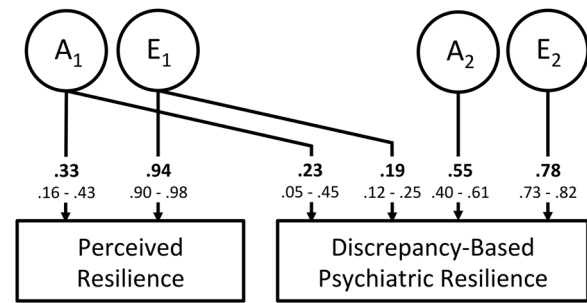 A1 E1 A2 E2
.33 .94 .23 .19 .55 .78
.16 - .43 .90 - .98 .05 - .45 .12 - .25 .40 - .61 .73 - .82
Perceived
Resilience
Discrepancy-Based
Psychiatric Resilience